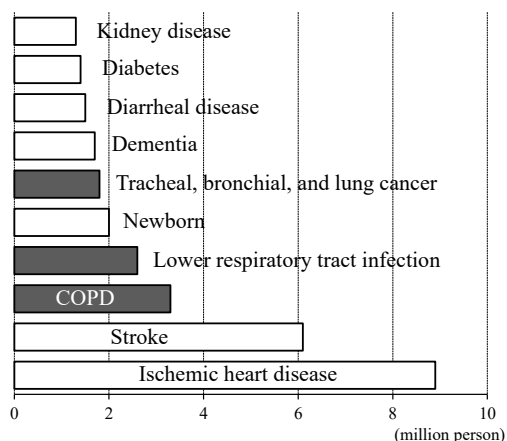 Kidney disease
Diabetes
Diarrheal disease
Dementia
Tracheal, bronchial, and lung cancer
Newborn
Lower respiratory tract infection
COPD
Stroke
Ischemic heart disease
0 2 4 6 8 10
(million person)